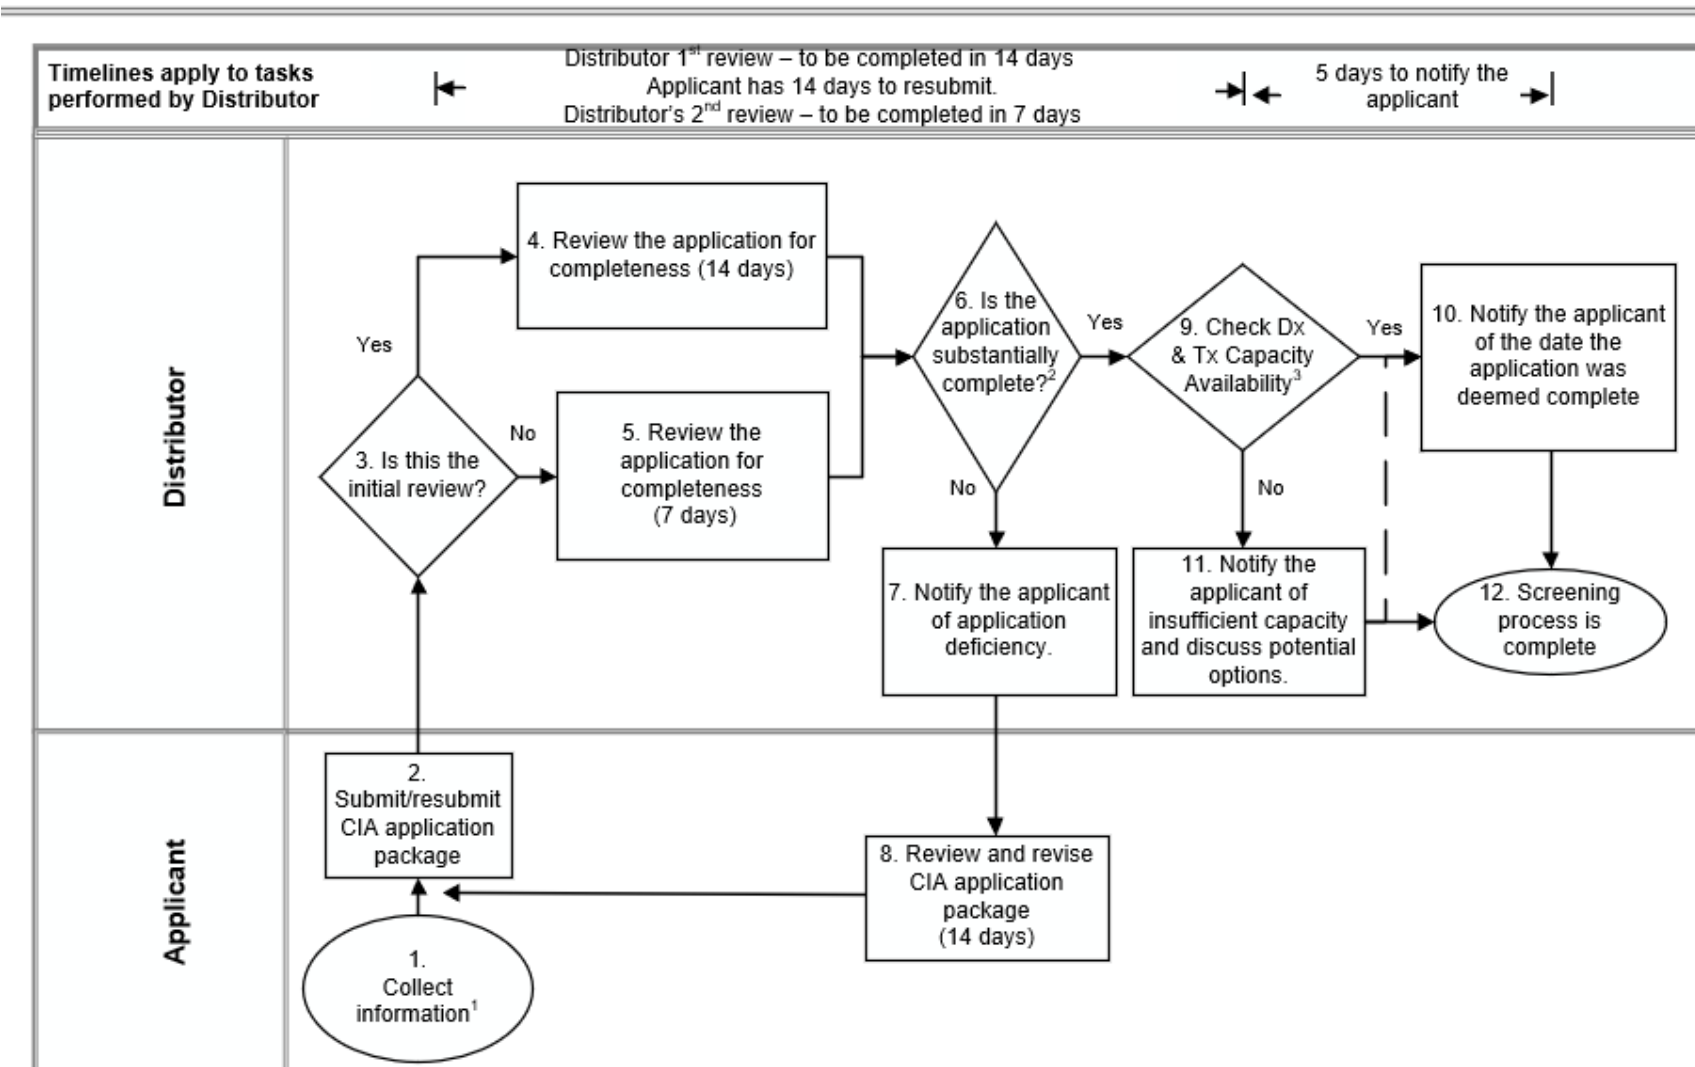 Timelines apply to tasks
performed by Distributor
Distributor 1st review – to be completed in 14 days
Applicant has 14 days to resubmit.
Distributor's 2nd review – to be completed in 7 days
5 days to notify the
applicant
Distributor
4. Review the application for
completeness (14 days)
Yes
3. Is this the
initial review?
No
5. Review the
application for
completeness
(7 days)
6. Is the
application
substantially
complete?2
Yes
No
9. Check Dx
& Tx Capacity
Availability3
Yes
No
10. Notify the applicant
of the date the
application was
deemed complete
7. Notify the applicant
of application
deficiency.
11. Notify the
applicant of
insufficient capacity
and discuss potential
options.
12. Screening
process is
complete
Applicant
2.
Submit/resubmit
CIA application
package
8. Review and revise
CIA application
package
(14 days)
1.
Collect
information1